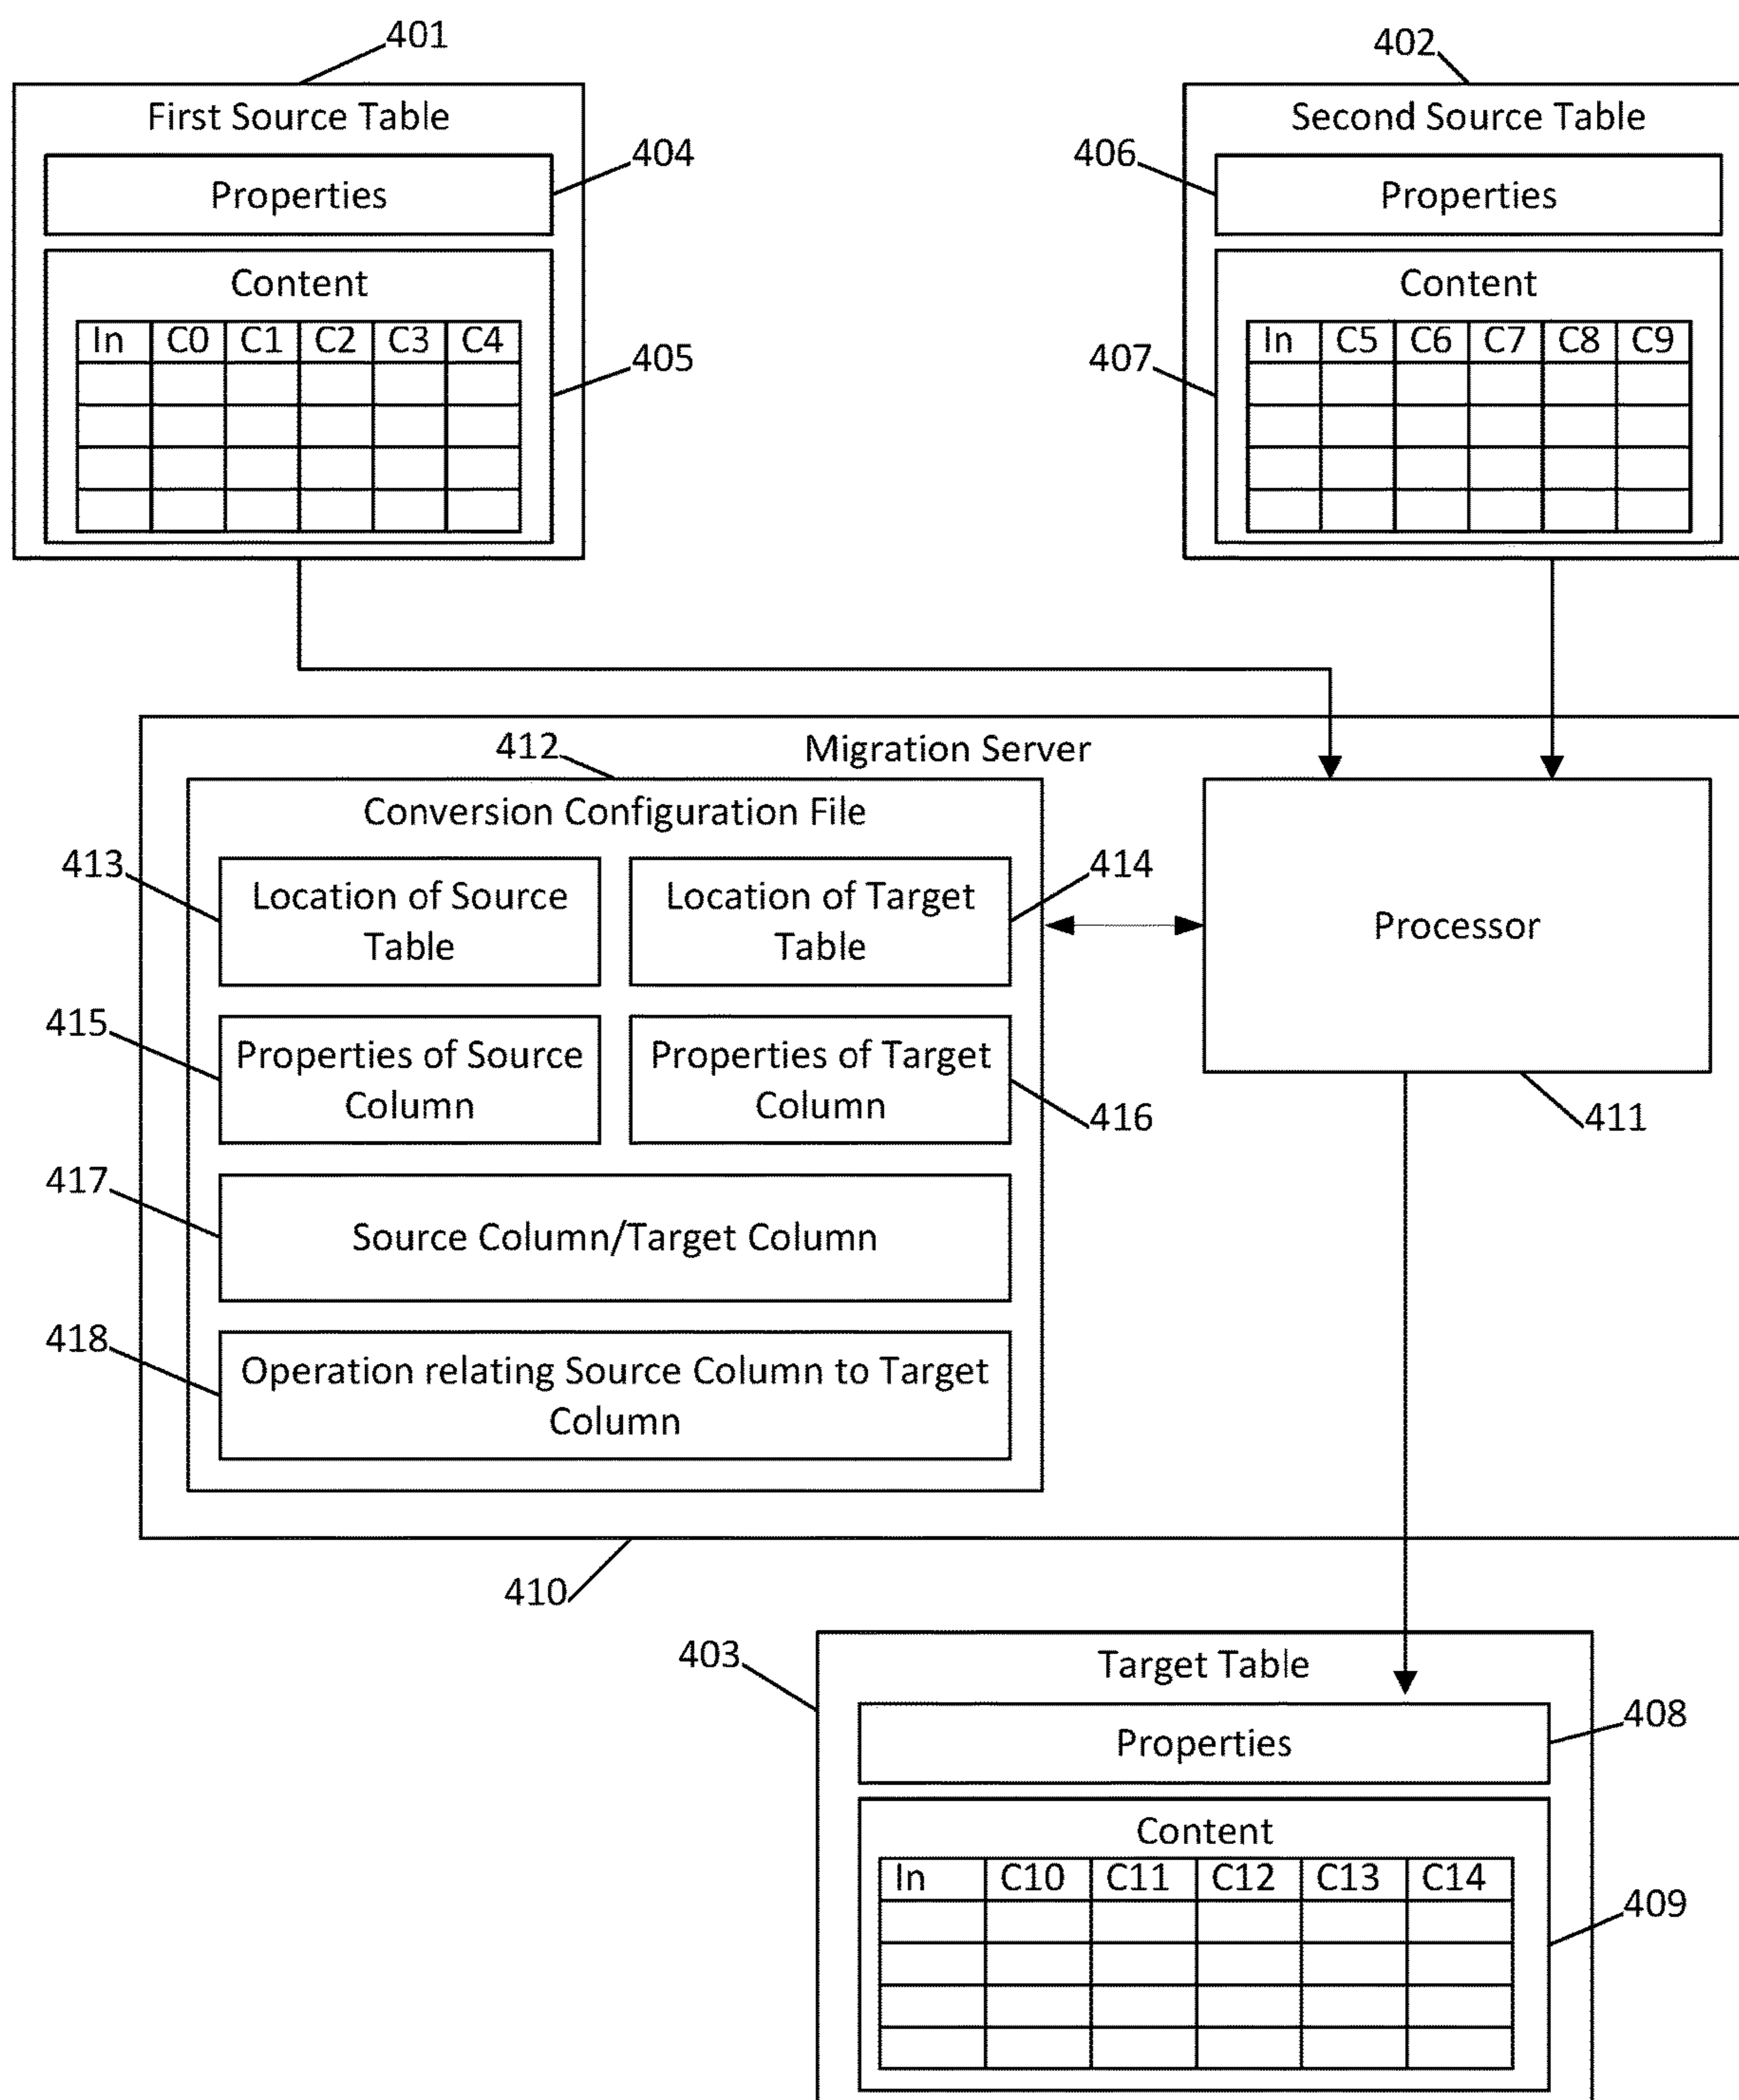 401
402
First Source Table
Second Source Table
404
406
Properties
Properties
Content
Content
In C0 C1 C2 C3 C4
In C5 C6 C7 C8 C9
405
407
412
Migration Server
Conversion Configuration File
413
414
Location of Source
Table
Location of Target
Table
Processor
415
Properties of Source
Column
Properties of Target
Column
416
411
417
Source Column/Target Column
418
Operation relating Source Column to Target
Column
410
403
Target Table
408
Properties
Content
In C10 C11 C12 C13 C14
409